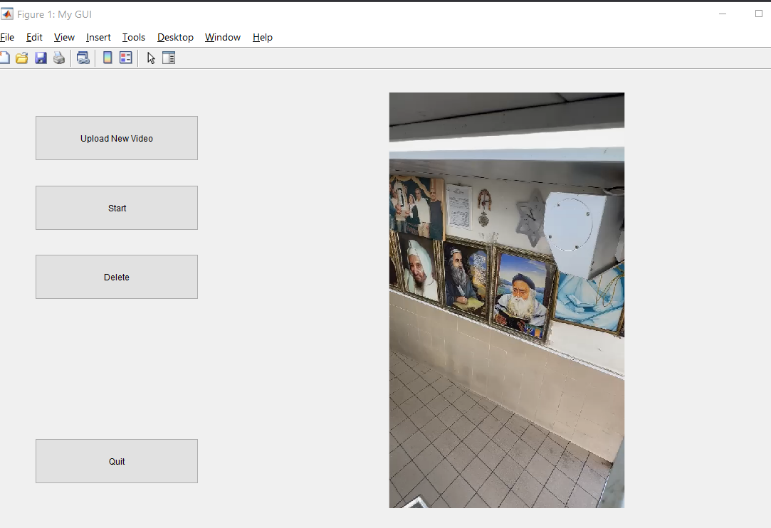 Figure 1: My GUI
File Edit View Insert Tools Desktop Window Help
Upload New Video
Start
Delete
Quit